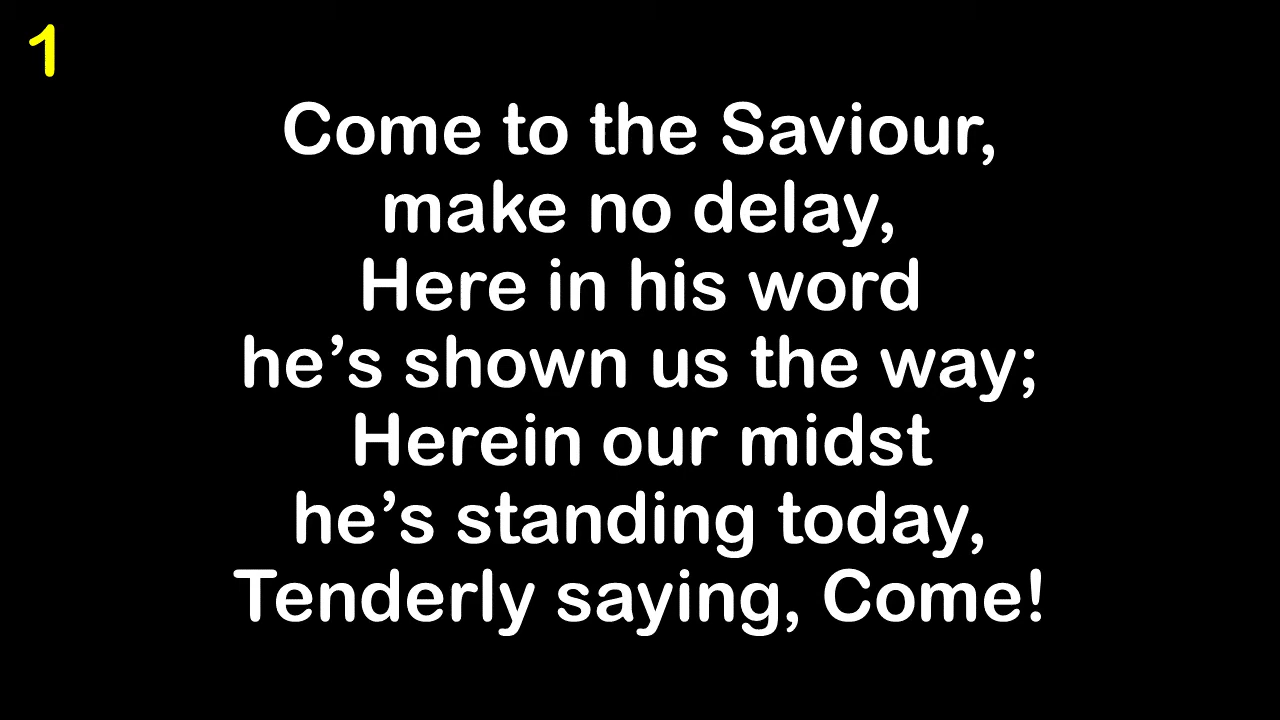 1
Come to the Saviour,
make no delay,
Here in his word
he’s shown us the way;
Herein our midst
he’s standing today,
Tenderly saying, Come!